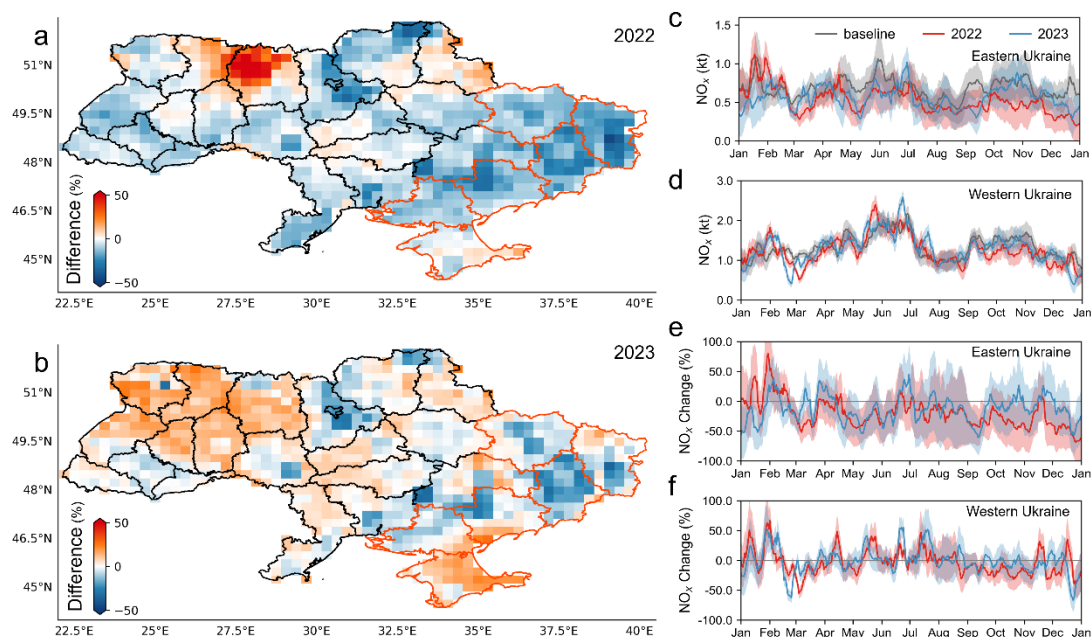 a
2022
51°N
49.5°N
48°N
46.5°N
45°N
Difference (%)
50
0
−50
22.5°E 25°E 27.5°E 30°E 32.5°E 35°E 37.5°E 40°E
b
2023
51°N
49.5°N
48°N
46.5°N
45°N
Difference (%)
50
0
−50
22.5°E 25°E 27.5°E 30°E 32.5°E 35°E 37.5°E 40°E
c
baseline 2022 2023
Eastern Ukraine
NOx (kt)
1.5
1.0
0.5
0.0
Jan Feb Mar Apr May Jun Jul Aug Sep Oct Nov Dec Jan
d
Western Ukraine
NOx (kt)
3.0
2.0
1.0
0.0
Jan Feb Mar Apr May Jun Jul Aug Sep Oct Nov Dec Jan
e
Eastern Ukraine
NOx Change (%)
100.0
50.0
0.0
-50.0
-100.0
Jan Feb Mar Apr May Jun Jul Aug Sep Oct Nov Dec Jan
f
Western Ukraine
NOx Change (%)
100.0
50.0
0.0
-50.0
-100.0
Jan Feb Mar Apr May Jun Jul Aug Sep Oct Nov Dec Jan